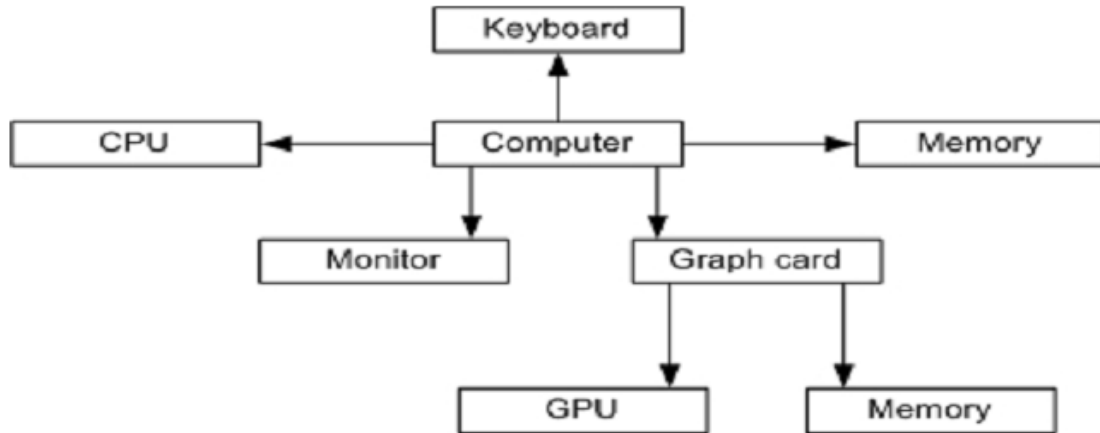 Keyboard
CPU
Computer
Memory
Monitor
Graph card
GPU
Memory